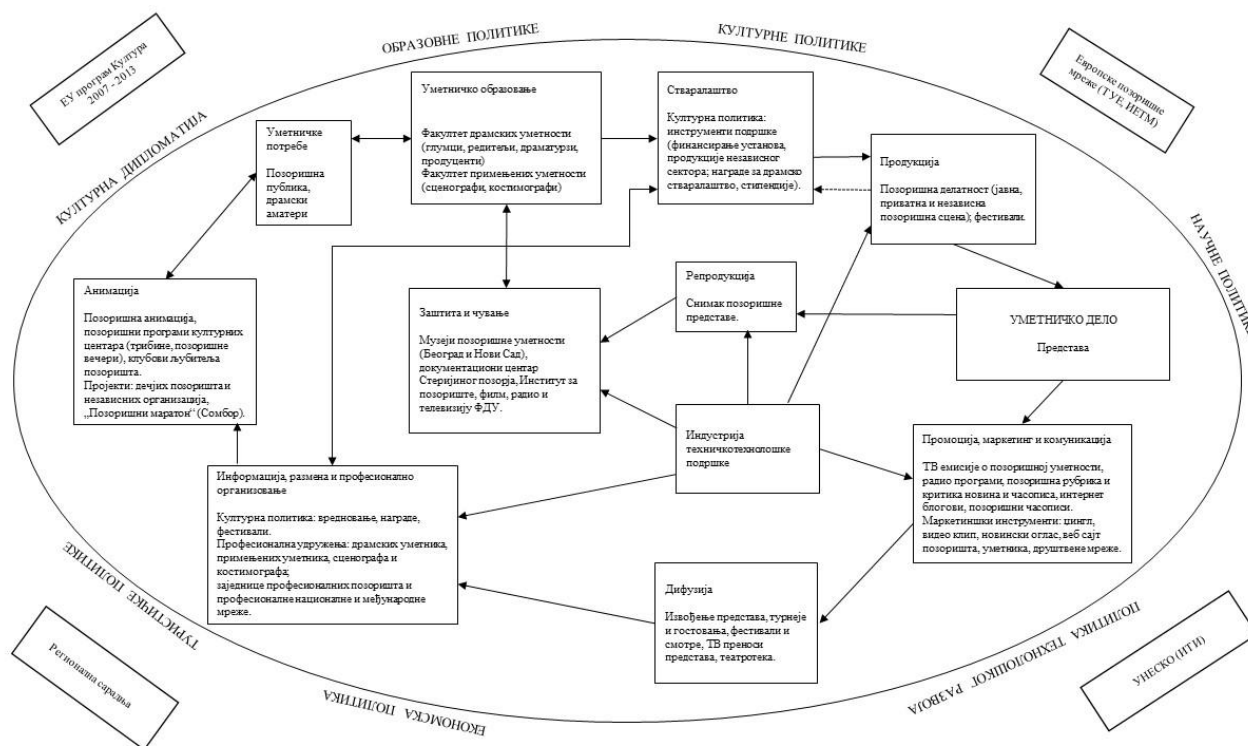 ОБРАЗОВНЕ ПОЛИТИКЕ
КУЛТУРНЕ ПОЛИТИКЕ
ЕУ програм Култура
2007 - 2013
Европске позоришне
мреже (ТУЕ, ИЕТМ)
КУЛТУРНА ДИПЛОМАТИЈА
Уметничке
потребе
Позоришна
публика,
драмски
аматери
Уметничко образовање
Факултет драмских уметности
(глумци, редитељи, драматурзи,
продуценти)
Факултет примењених уметности
(сценографи, костимографи)
Стваралаштво
Културна политика:
инструменти подршке
(финансирање установа,
продукције независног
сектора; награде за драмско
стваралаштво, стипендије).
Продукција
Позоришна делатност (јавна,
приватна и независна
позоришна сцена); фестивали.
НАУЧНЕ ПОЛИТИКЕ
Анимација
Позоришна анимација,
позоришни програми културних
центара (трибине, позоришне
вечери), клубови љубитеља
позоришта.
Пројекти: дечјих позоришта и
независних организација,
„Позоришни маратон“ (Сомбор).
Заштита и чување
Музеји позоришне уметности
(Београд и Нови Сад),
документациони центар
Стеријиног позорја, Институт за
позориште, филм, радио и
телевизију ФДУ.
Репродукција
Снимак позоришне
представе.
УМЕТНИЧКО ДЕЛО
Представа
Индустрија
техничкотехнолошке
подршке
Промоција, маркетинг и комуникација
ТВ емисије о позоришној уметности,
радио програми, позоришна рубрика и
критика новина и часописа, интернет
блогови, позоришни часописи.
Маркетиншки инструменти: џингл,
видео клип, новински оглас, веб сајт
позоришта, уметника, друштвене мреже.
Информација, размена и професионално
организовање
Културна политика: вредновање, награде,
фестивали.
Професионална удружења: драмских уметника,
примењених уметника, сценографа и
костимографа;
заједнице професионалних позоришта и
професионалне националне и међународне
мреже.
Дифузија
Извођење представа, турнеје
и гостовања, фестивали и
смотре, ТВ преноси
представа, театротека.
ТУРИСТИЧКЕ ПОЛИТИКЕ
ЕКОНОМСКА ПОЛИТИКА
ПОЛИТИКА ТЕХНОЛОШКОГ РАЗВОЈА
Регионална сарадња
УНЕСКО (ИТИ)